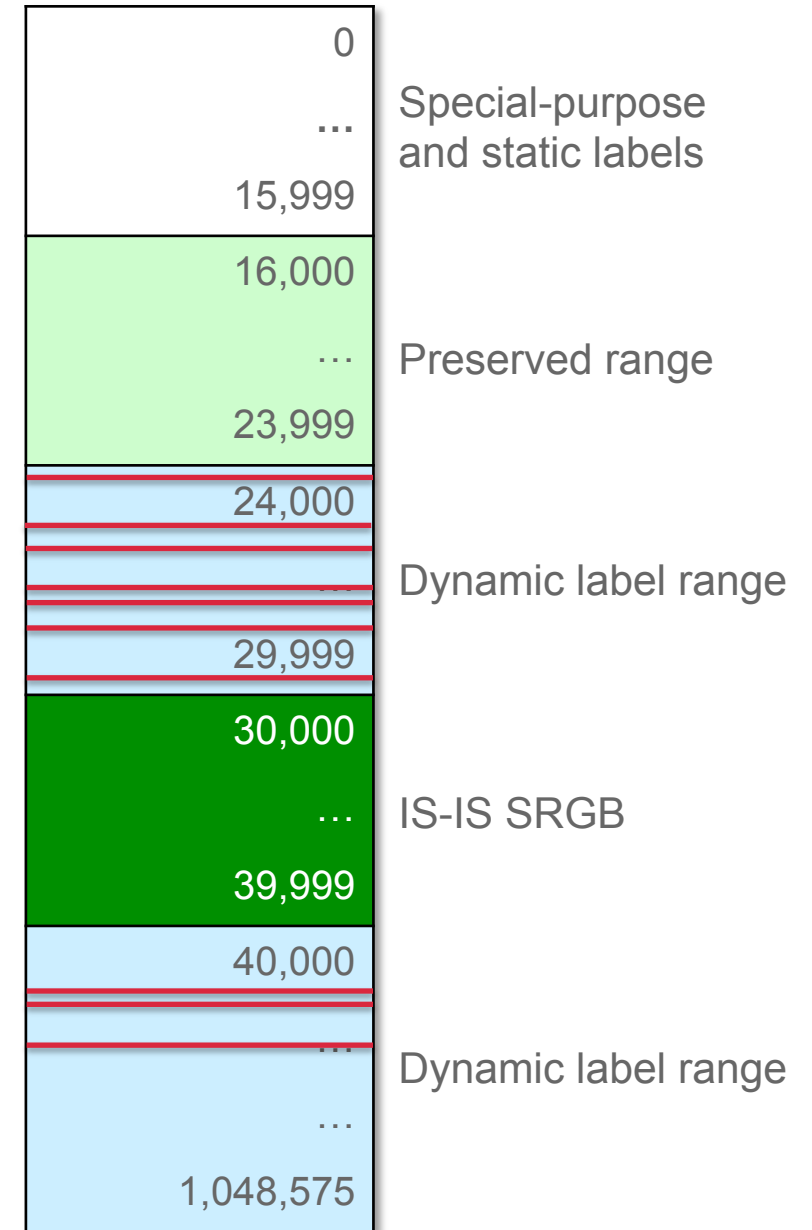 0
...
15,999
Special-purpose
and static labels
16,000
...
23,999
Preserved range
24,000
...
29,999
Dynamic label range
30,000
...
39,999
IS-IS SRGB
40,000
...
...
1,048,575
Dynamic label range